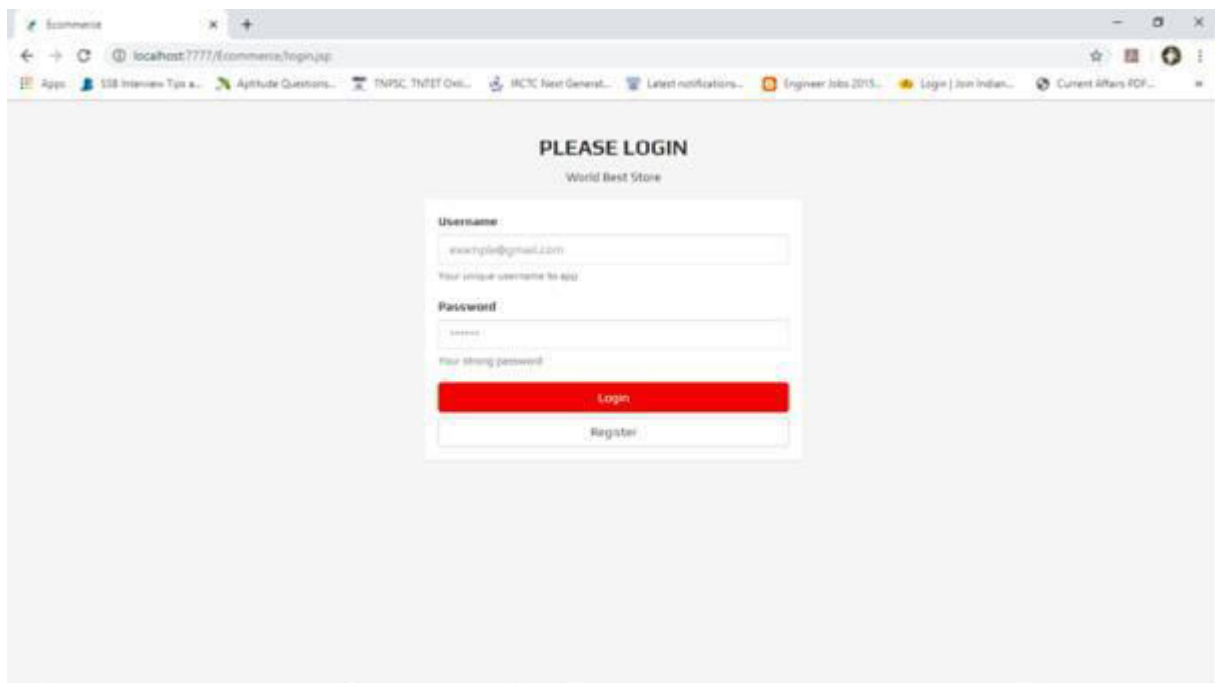 Ecommerce
localhost:7777/Ecommerce/login.jsp
Apps SSB Interview Tips a... Aptitude Questions... TNPSC, TNTET Onli... IRCTC Next Generat... Latest notifications... Engineer Jobs 2015... Login | Join Indian... Current Affairs PDF...
PLEASE LOGIN
World Best Store
Username
example@gmail.com
Your unique username to app
Password
******
Your strong password
Login
Register